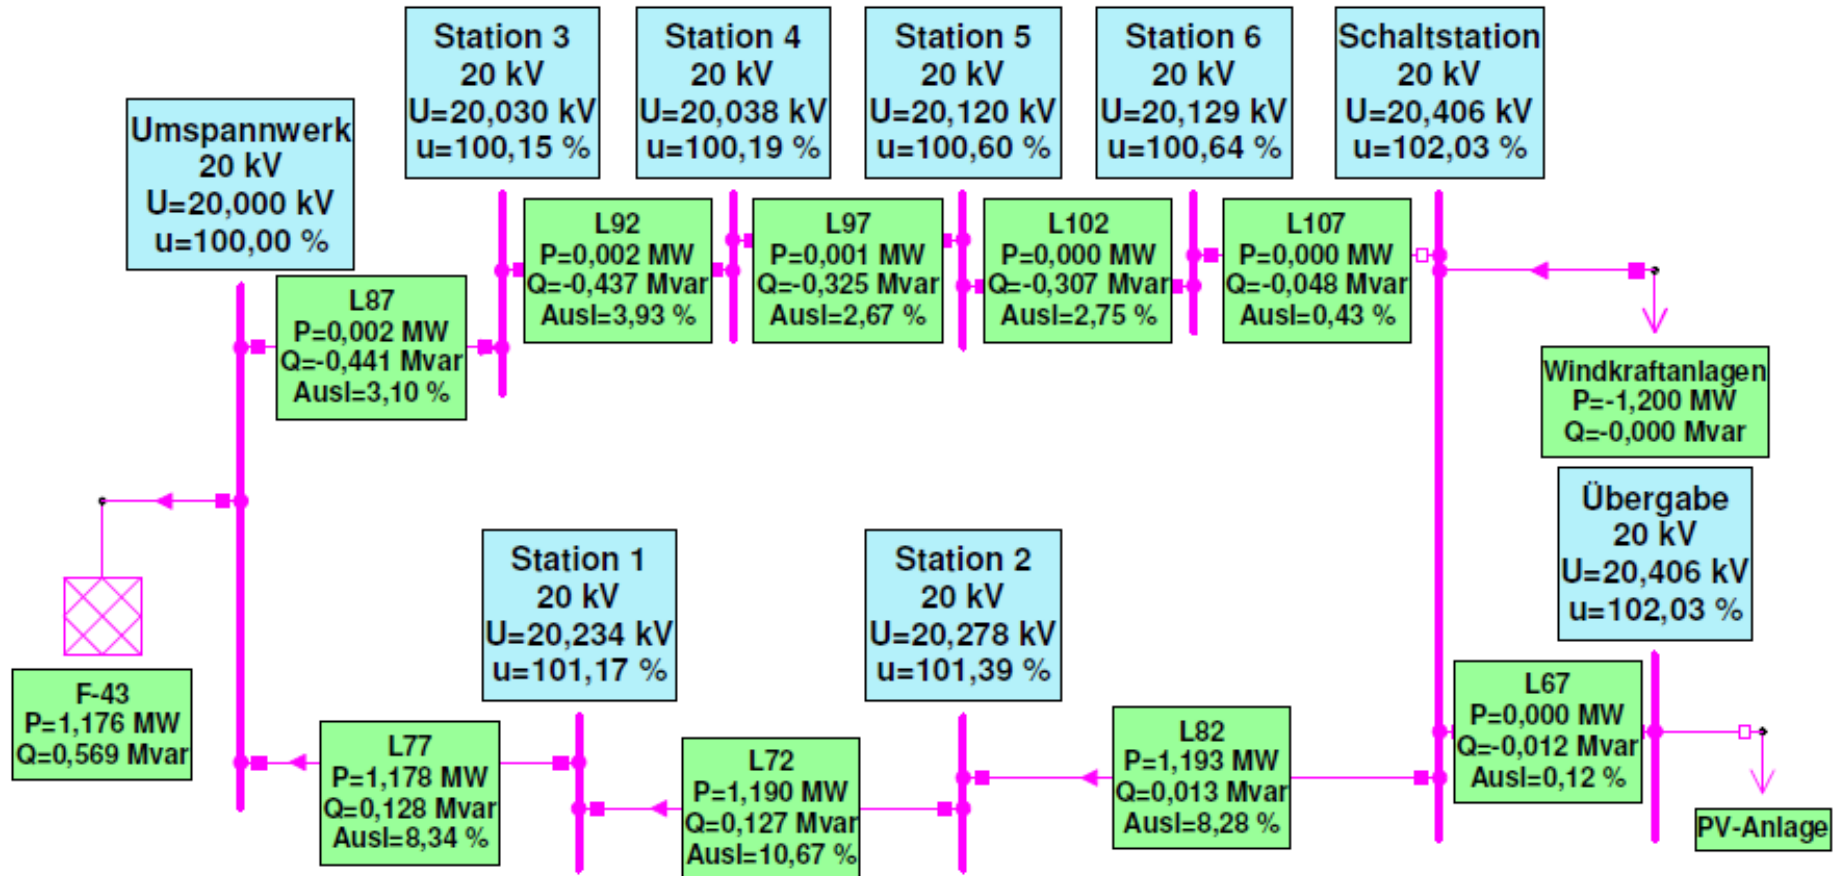 Umspannwerk
20 kV
U=20,000 kV
u=100,00 %
Station 3
20 kV
U=20,030 kV
u=100,15 %
Station 4
20 kV
U=20,038 kV
u=100,19 %
Station 5
20 kV
U=20,120 kV
u=100,60 %
Station 6
20 kV
U=20,129 kV
u=100,64 %
Schaltstation
20 kV
U=20,406 kV
u=102,03 %
L87
P=0,002 MW
Q=-0,441 Mvar
Ausl=3,10 %
L92
P=0,002 MW
Q=-0,437 Mvar
Ausl=3,93 %
L97
P=0,001 MW
Q=-0,325 Mvar
Ausl=2,67 %
L102
P=0,000 MW
Q=-0,307 Mvar
Ausl=2,75 %
L107
P=0,000 MW
Q=-0,048 Mvar
Ausl=0,43 %
Windkraftanlagen
P=-1,200 MW
Q=-0,000 Mvar
Übergabe
20 kV
U=20,406 kV
u=102,03 %
Station 1
20 kV
U=20,234 kV
u=101,17 %
Station 2
20 kV
U=20,278 kV
u=101,39 %
F-43
P=1,176 MW
Q=0,569 Mvar
L77
P=1,178 MW
Q=0,128 Mvar
Ausl=8,34 %
L72
P=1,190 MW
Q=0,127 Mvar
Ausl=10,67 %
L82
P=1,193 MW
Q=0,013 Mvar
Ausl=8,28 %
L67
P=0,000 MW
Q=-0,012 Mvar
Ausl=0,12 %
PV-Anlage